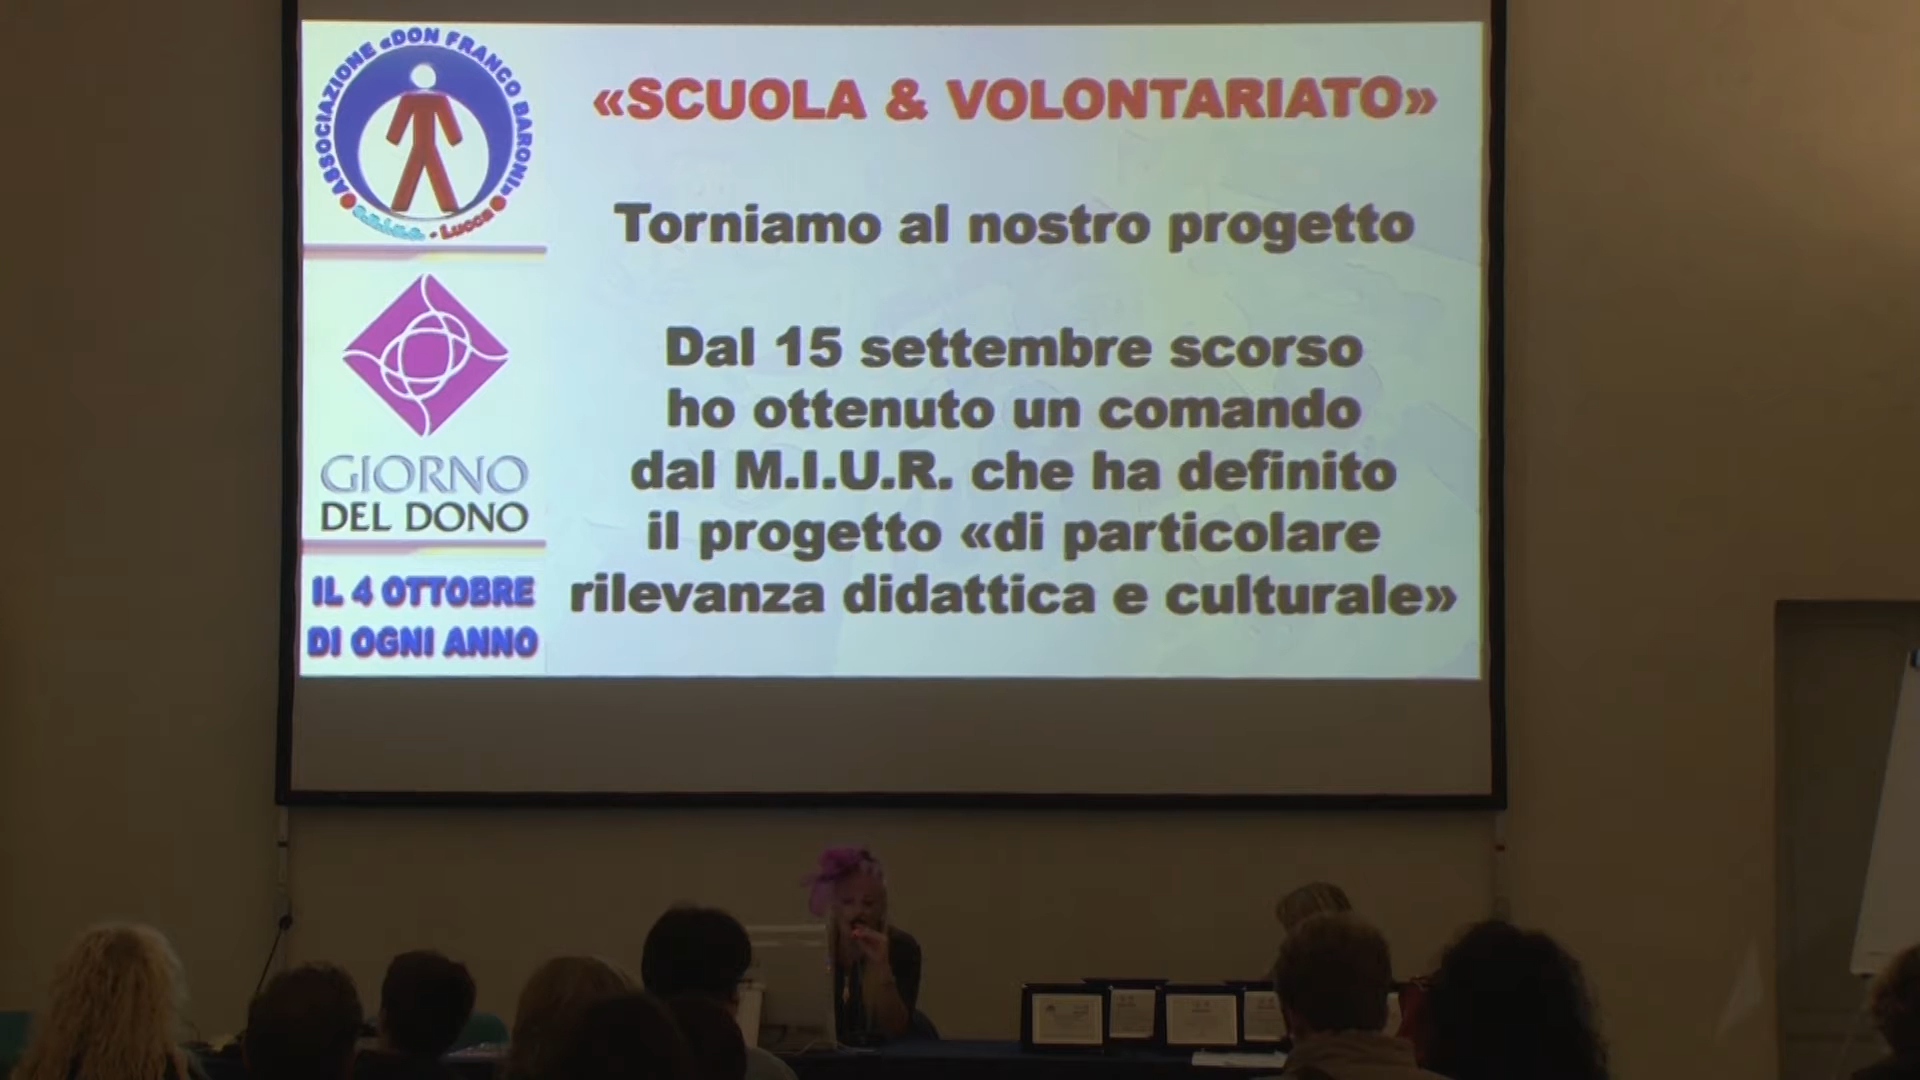 ASSOCIAZIONE «DON FRANCO BARONI»
o.n.l.u.s. - Lucca
GIORNO
DEL DONO
IL 4 OTTOBRE
DI OGNI ANNO
«SCUOLA & VOLONTARIATO»
Torniamo al nostro progetto
Dal 15 settembre scorso
ho ottenuto un comando
dal M.I.U.R. che ha definito
il progetto «di particolare
rilevanza didattica e culturale»